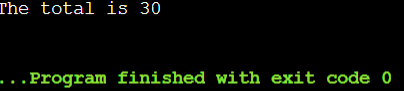 The total is 30
...Program finished with exit code 0